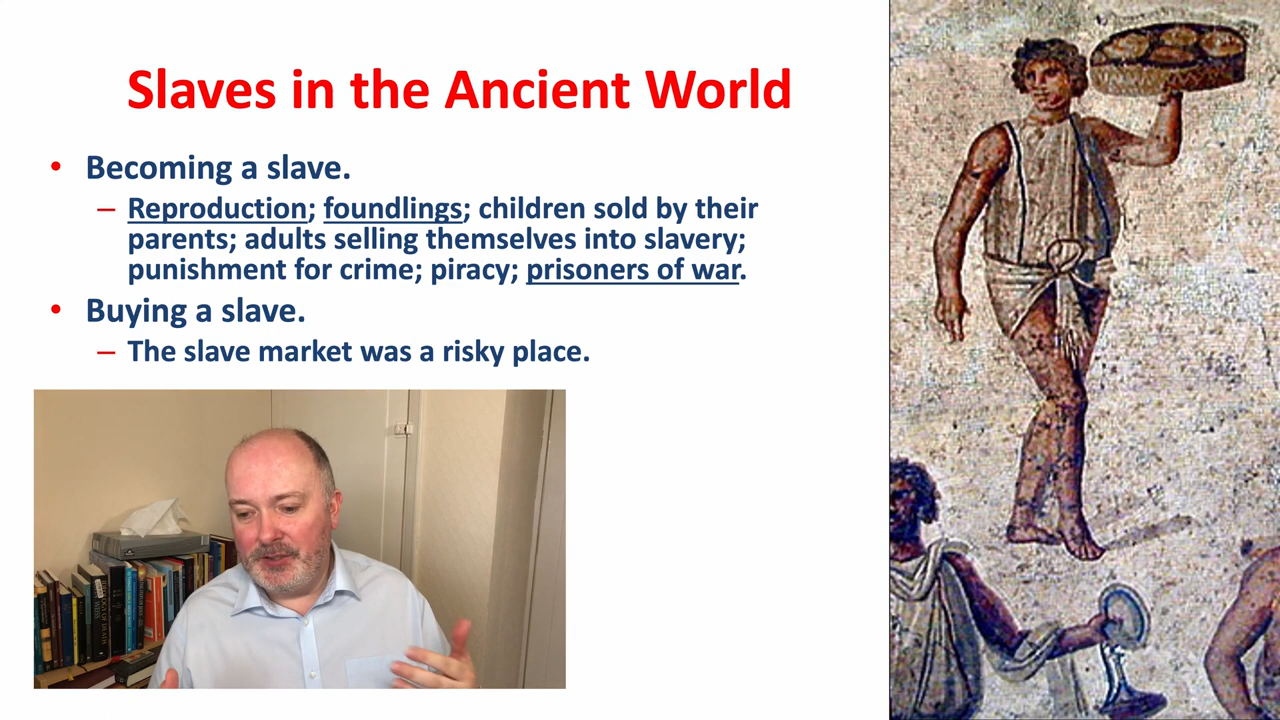 Slaves in the Ancient World
• Becoming a slave.
– Reproduction; foundlings; children sold by their
parents; adults selling themselves into slavery;
punishment for crime; piracy; prisoners of war.
• Buying a slave.
– The slave market was a risky place.